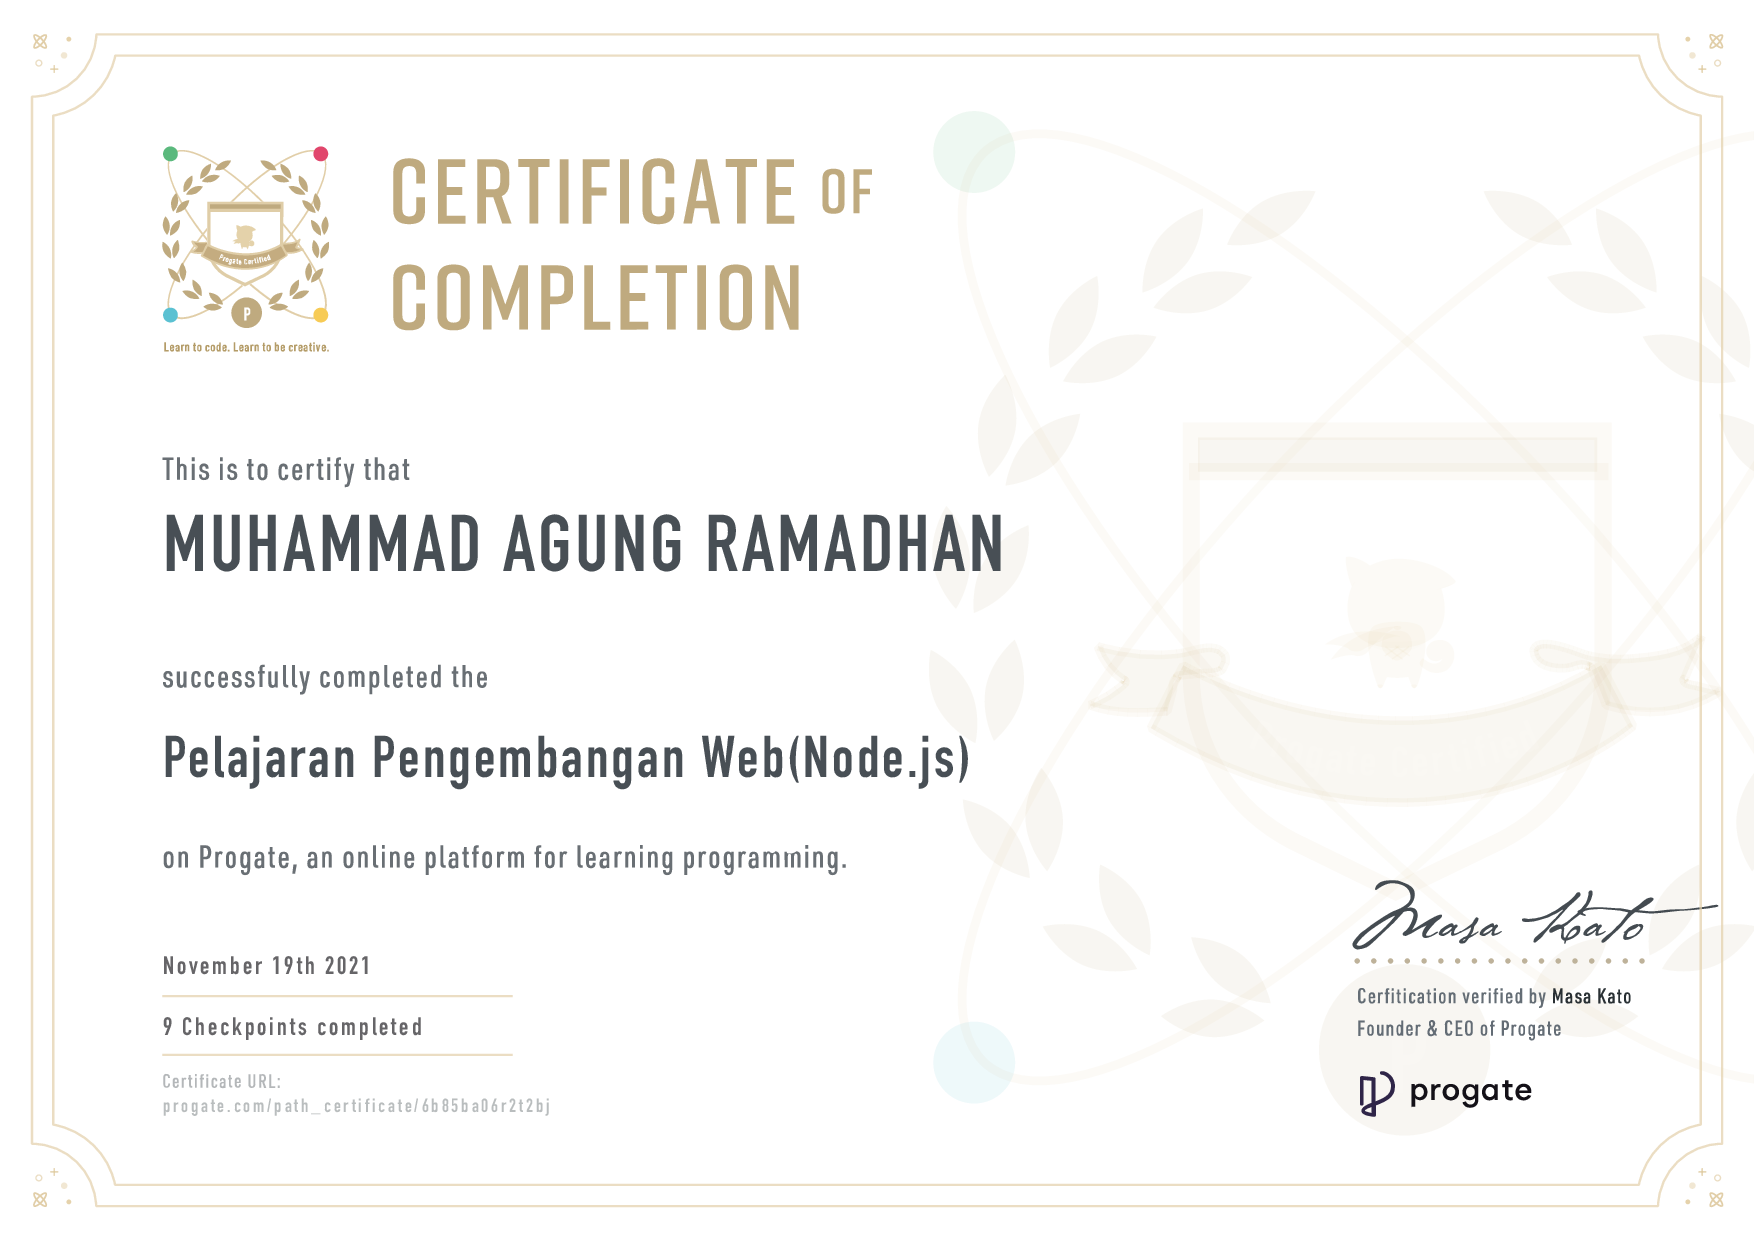 CERTIFICATE OF
COMPLETION
Progate Certified
P
Learn to code. Learn to be creative.
This is to certify that
MUHAMMAD AGUNG RAMADHAN
successfully completed the
Pelajaran Pengembangan Web(Node.js)
on Progate, an online platform for learning programming.
November 19th 2021
9 Checkpoints completed
Certificate URL:
progate.com/path_certificate/6b85ba06r2t2bj
Masa Kato
Cerfitication verified by Masa Kato
Founder & CEO of Progate
progate